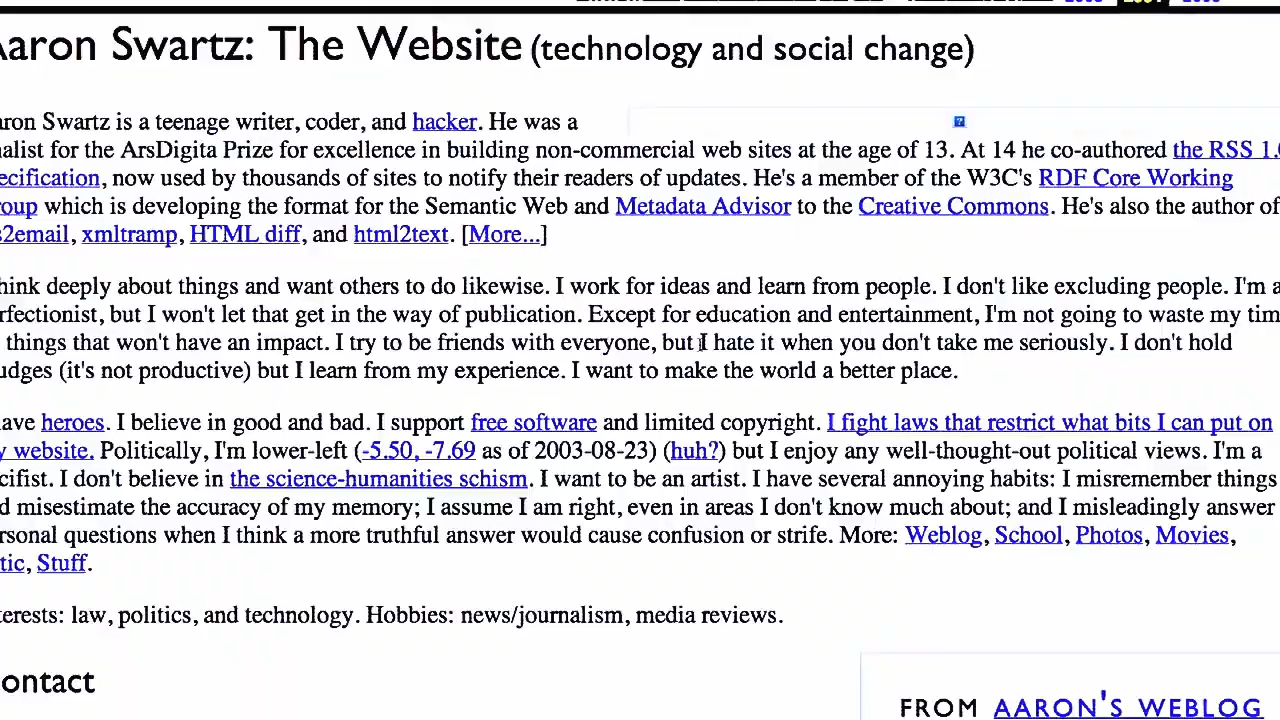 Aaron Swartz: The Website (technology and social change)
aron Swartz is a teenage writer, coder, and hacker. He was a
nalist for the ArsDigita Prize for excellence in building non-commercial web sites at the age of 13. At 14 he co-authored the RSS 1.0
ecification, now used by thousands of sites to notify their readers of updates. He's a member of the W3C's RDF Core Working
roup which is developing the format for the Semantic Web and Metadata Advisor to the Creative Commons. He's also the author of
s2email, xmltramp, HTML diff, and html2text. [More...]
hink deeply about things and want others to do likewise. I work for ideas and learn from people. I don't like excluding people. I'm a
rfectionist, but I won't let that get in the way of publication. Except for education and entertainment, I'm not going to waste my tim
things that won't have an impact. I try to be friends with everyone, but I hate it when you don't take me seriously. I don't hold
udges (it's not productive) but I learn from my experience. I want to make the world a better place.
ave heroes. I believe in good and bad. I support free software and limited copyright. I fight laws that restrict what bits I can put on
y website. Politically, I'm lower-left (-5.50, -7.69 as of 2003-08-23) (huh?) but I enjoy any well-thought-out political views. I'm a
cifist. I don't believe in the science-humanities schism. I want to be an artist. I have several annoying habits: I misremember things
d misestimate the accuracy of my memory; I assume I am right, even in areas I don't know much about; and I misleadingly answer
rsonal questions when I think a more truthful answer would cause confusion or strife. More: Weblog, School, Photos, Movies,
tic, Stuff.
terests: law, politics, and technology. Hobbies: news/journalism, media reviews.
ontact
FROM AARON'S WEBLOG